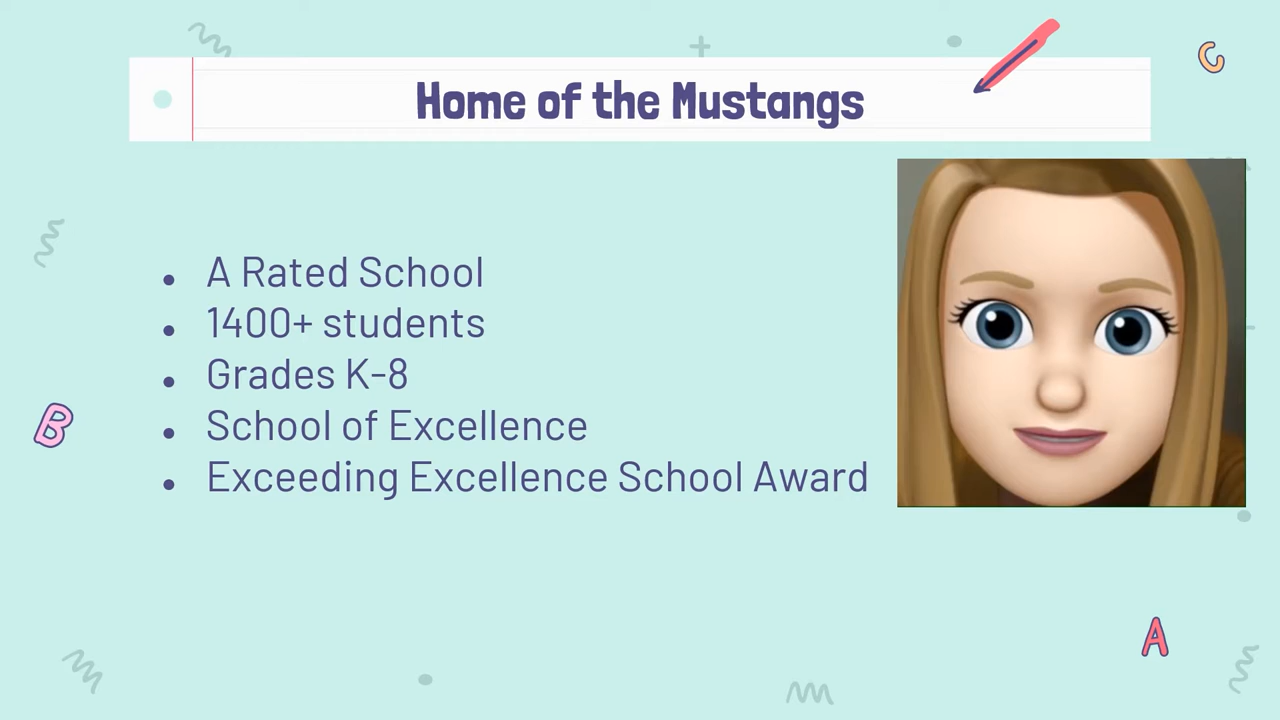 Home of the Mustangs
A Rated School
1400+ students
Grades K-8
School of Excellence
Exceeding Excellence School Award
C
B
A